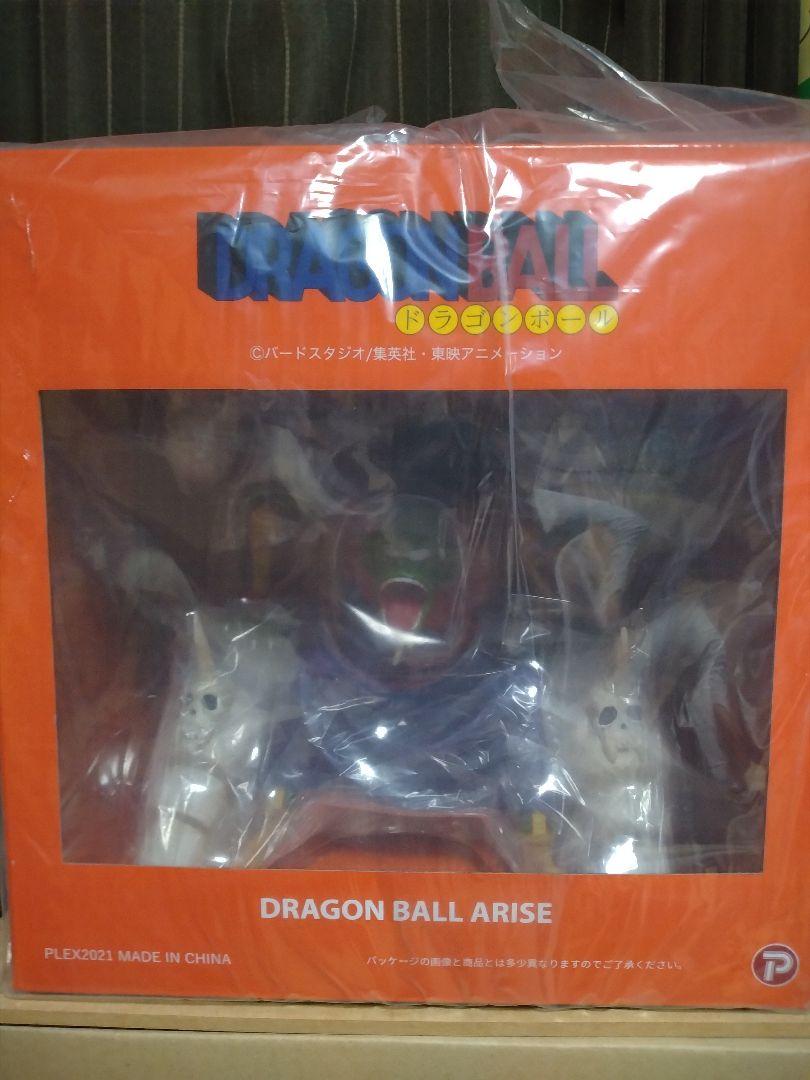 DRAGONBALL
ドラゴンボール
©バードスタジオ/集英社・東映アニメーション
DRAGON BALL ARISE
PLEX2021 MADE IN CHINA
パッケージの画像と商品とは多少異なりますのでご了承ください。
P